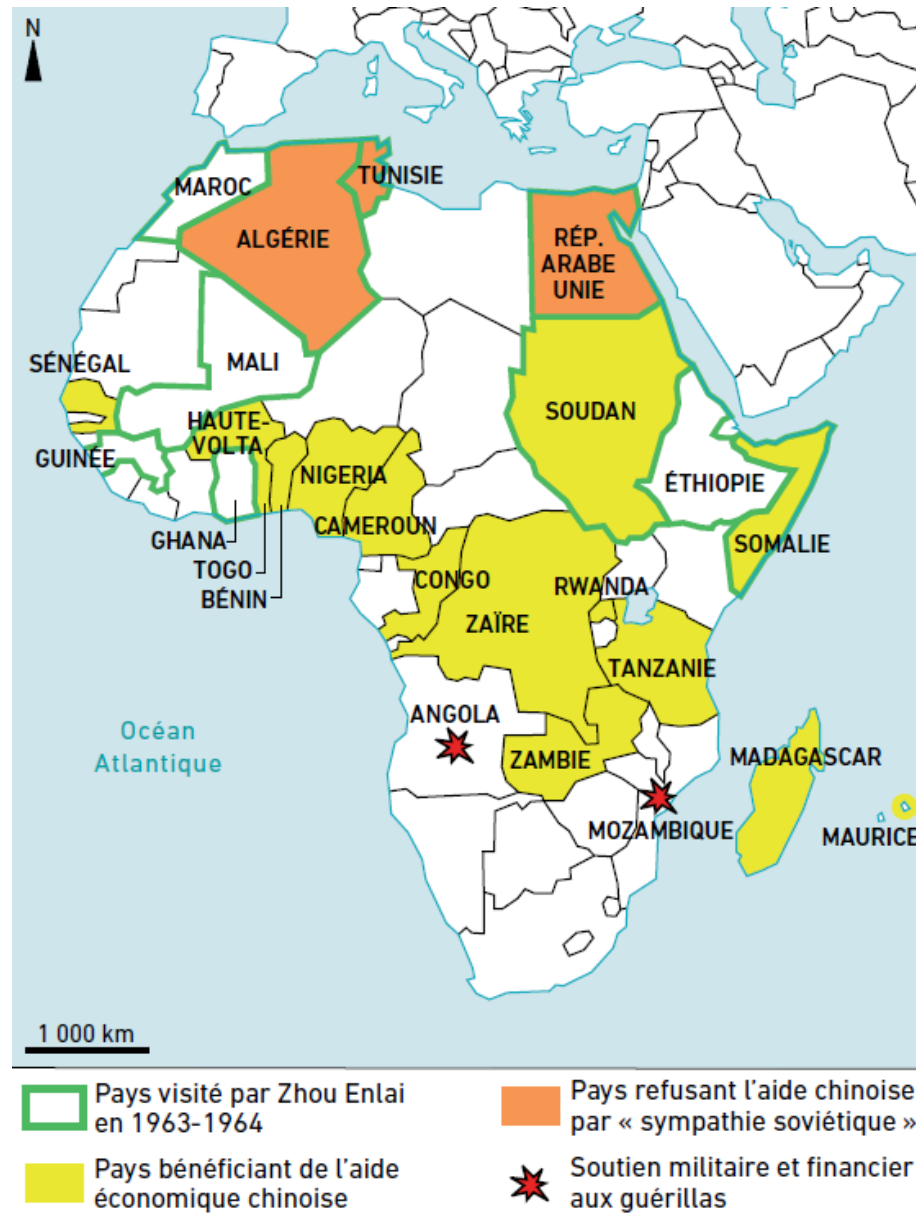 N
MAROC
TUNISIE
ALGÉRIE
RÉP.
ARABE
UNIE
MALI
SÉNÉGAL
HAUTE-
VOLTA
SOUDAN
GUINÉE
NIGERIA
ÉTHIOPIE
GHANA
CAMEROUN
SOMALIE
TOGO
BÉNIN
CONGO
RWANDA
ZAÏRE
TANZANIE
ANGOLA
Océan
Atlantique
ZAMBIE
MADAGASCAR
MOZAMBIQUE
MAURICE
1 000 km
Pays visité par Zhou Enlai
en 1963-1964
Pays refusant l’aide chinoise
par « sympathie soviétique »
Pays bénéficiant de l’aide
économique chinoise
Soutien militaire et financier
aux guérillas